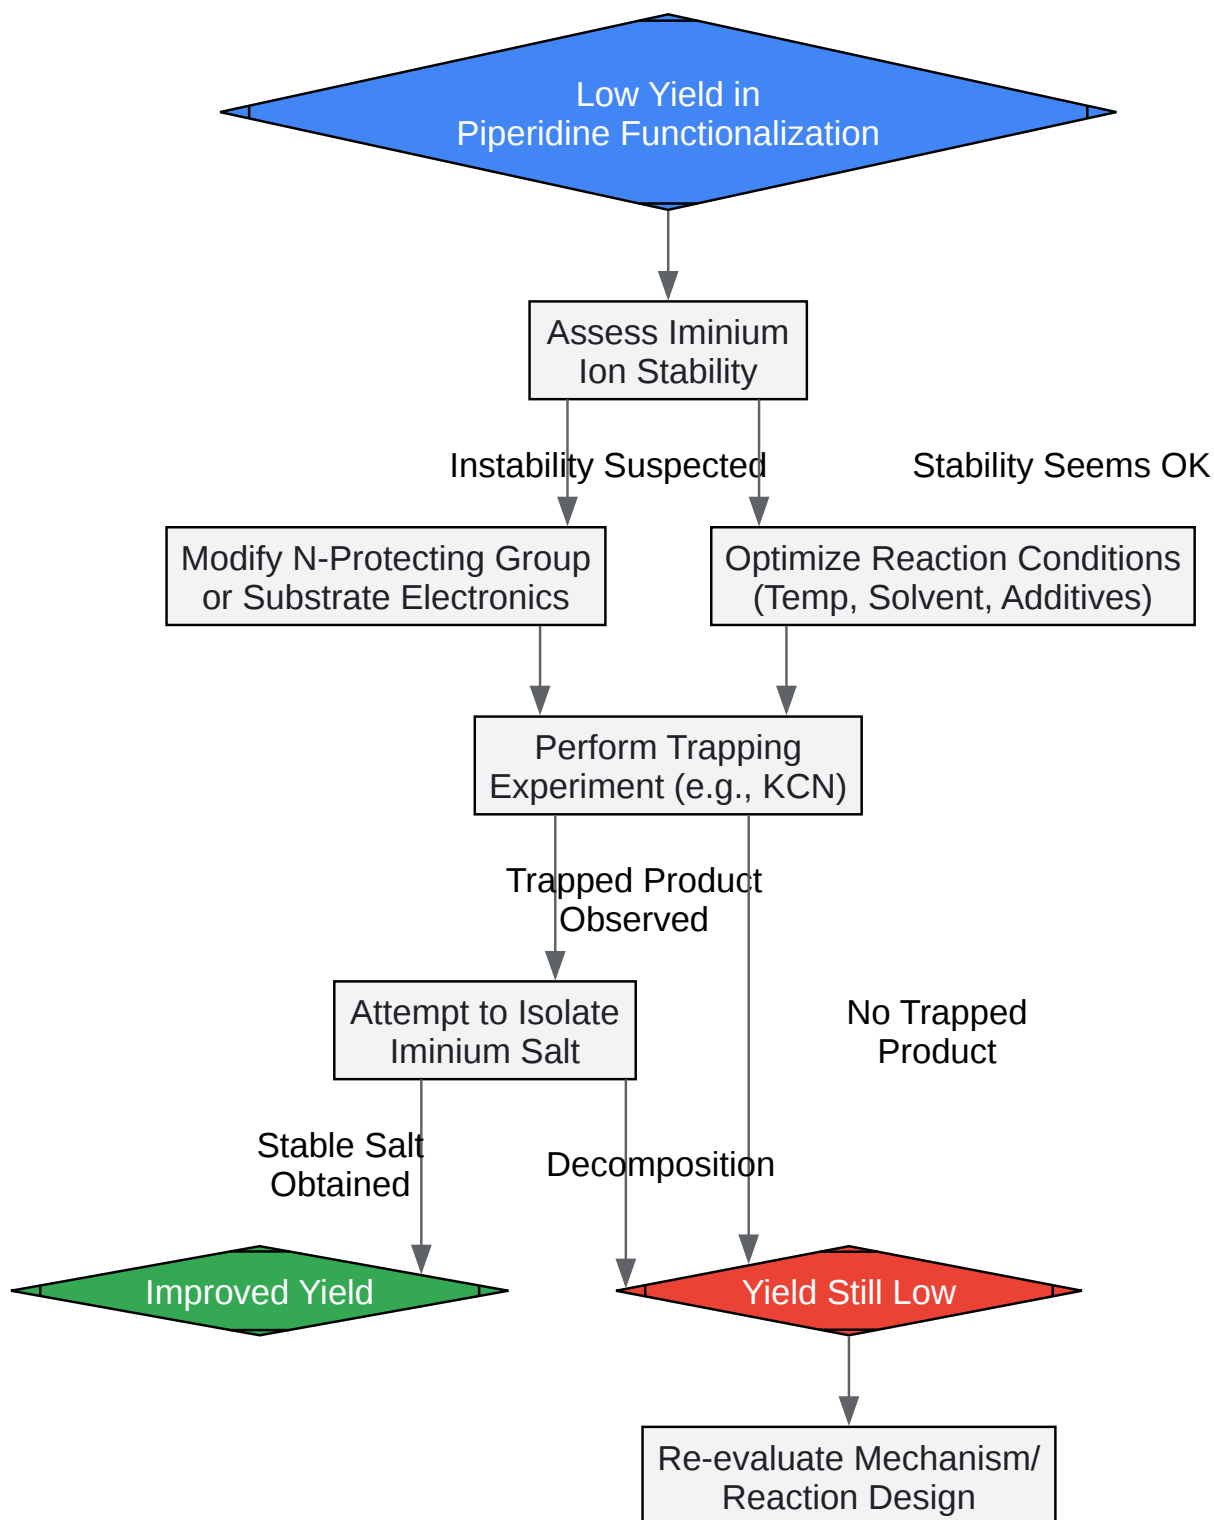 Low Yield in
Piperidine Functionalization
Assess Iminium
Ion Stability
Instability Suspected
Stability Seems OK
Modify N-Protecting Group
or Substrate Electronics
Optimize Reaction Conditions
(Temp, Solvent, Additives)
Perform Trapping
Experiment (e.g., KCN)
Trapped Product
Observed
Attempt to Isolate
Iminium Salt
No Trapped
Product
Stable Salt
Obtained
Decomposition
Improved Yield
Yield Still Low
Re-evaluate Mechanism/
Reaction Design